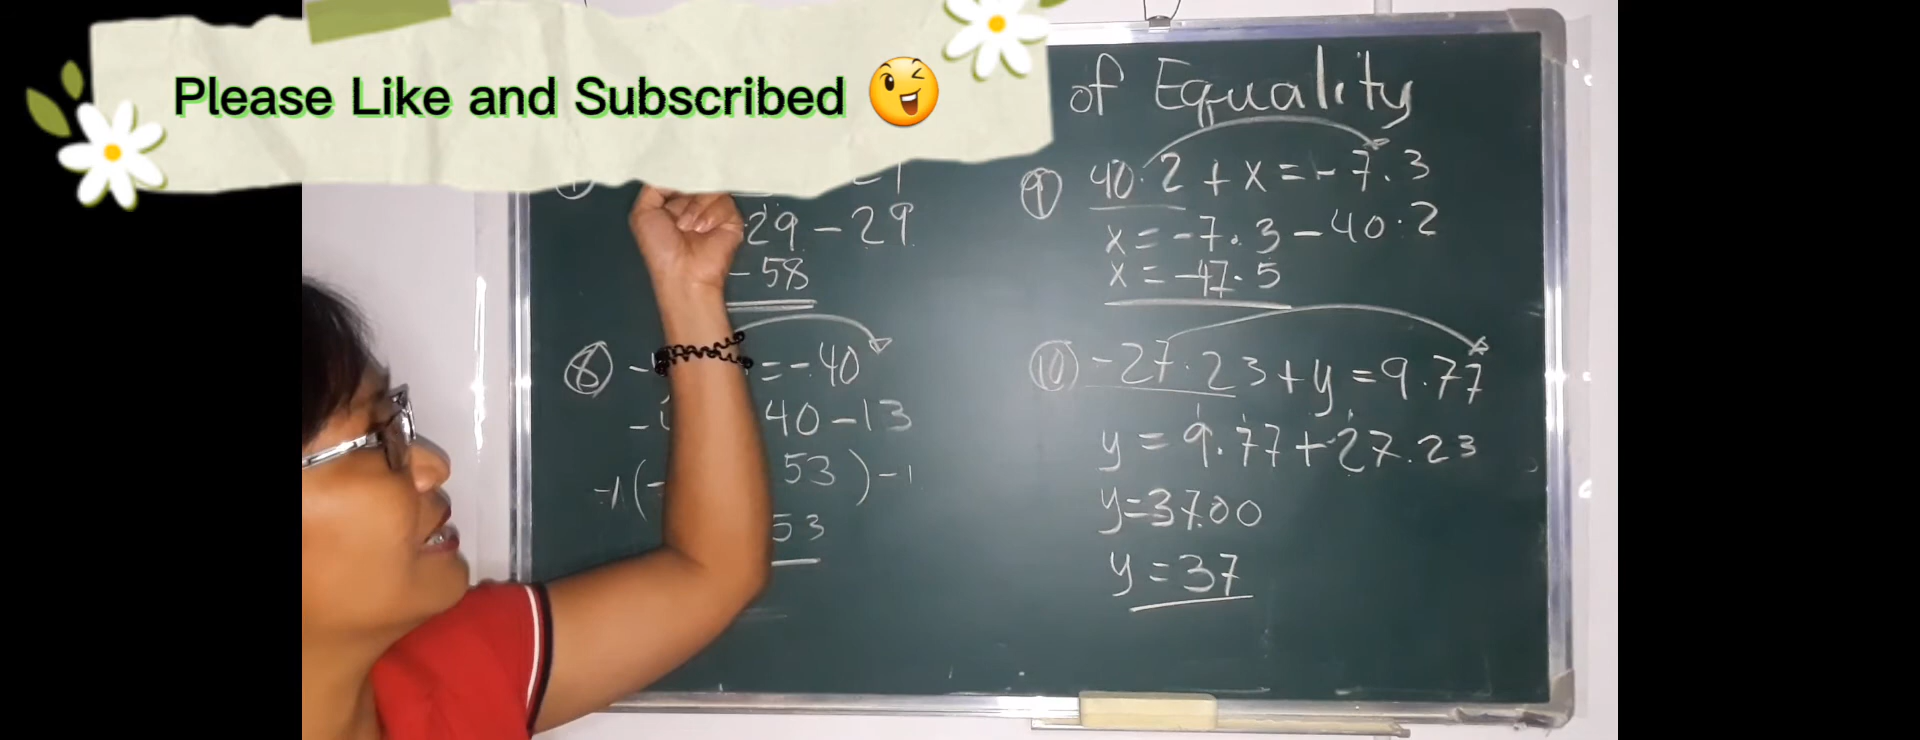 Please Like and Subscribed 😉
of Equality
29 - 29
- 58
⑧ - = - 40
40 - 13
-1( 53 ) -1
53
⑨ 40.2 + x = - 7.3
x = -7.3 - 40.2
x = -47.5
⑩ -27.23 + y = 9.77
y = 9.77 + 27.23
y = 37.00
y = 37